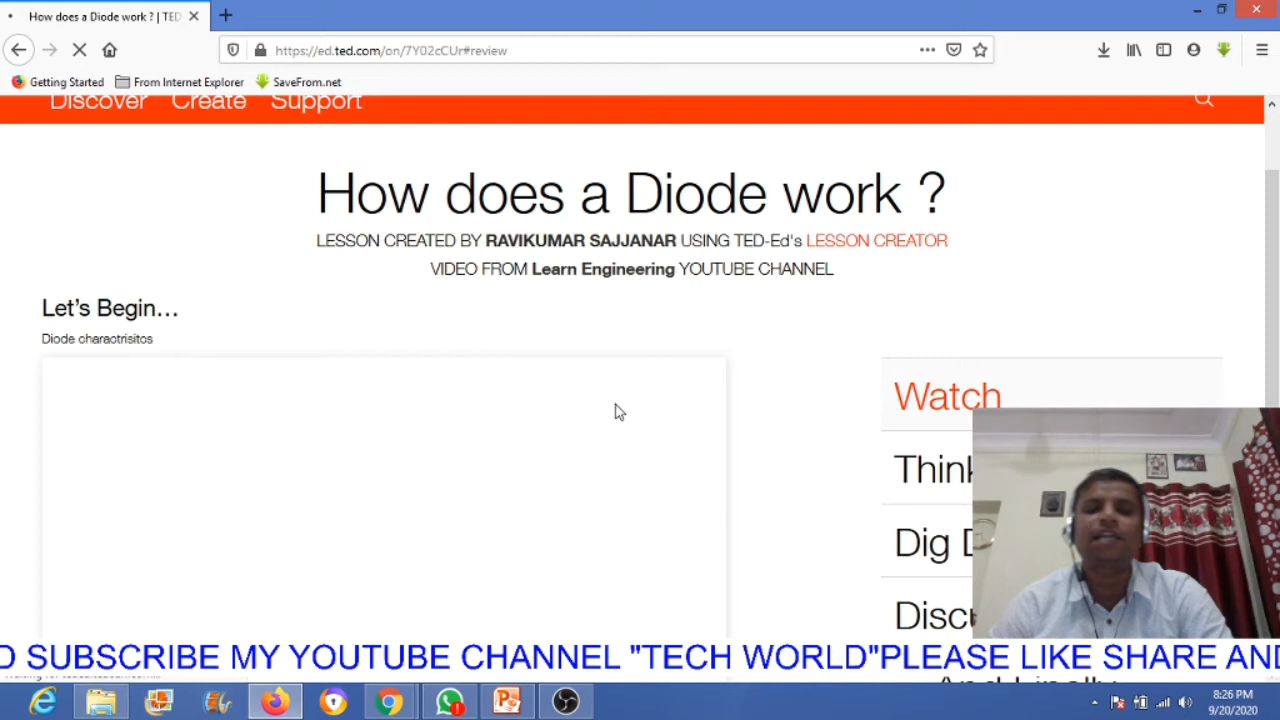 How does a Diode work ? | TED
https://ed.ted.com/on/7Y02cCUr#review
Getting Started
From Internet Explorer
SaveFrom.net
Discover Create Support
How does a Diode work ?
LESSON CREATED BY RAVIKUMAR SAJJANAR USING TED-Ed's LESSON CREATOR
VIDEO FROM Learn Engineering YOUTUBE CHANNEL
Let's Begin…
Diode charactrisitcs
Watch
Think
Dig D
Discu
D SUBSCRIBE MY YOUTUBE CHANNEL "TECH WORLD"PLEASE LIKE SHARE AND
And Finally
8:26 PM
9/20/2020